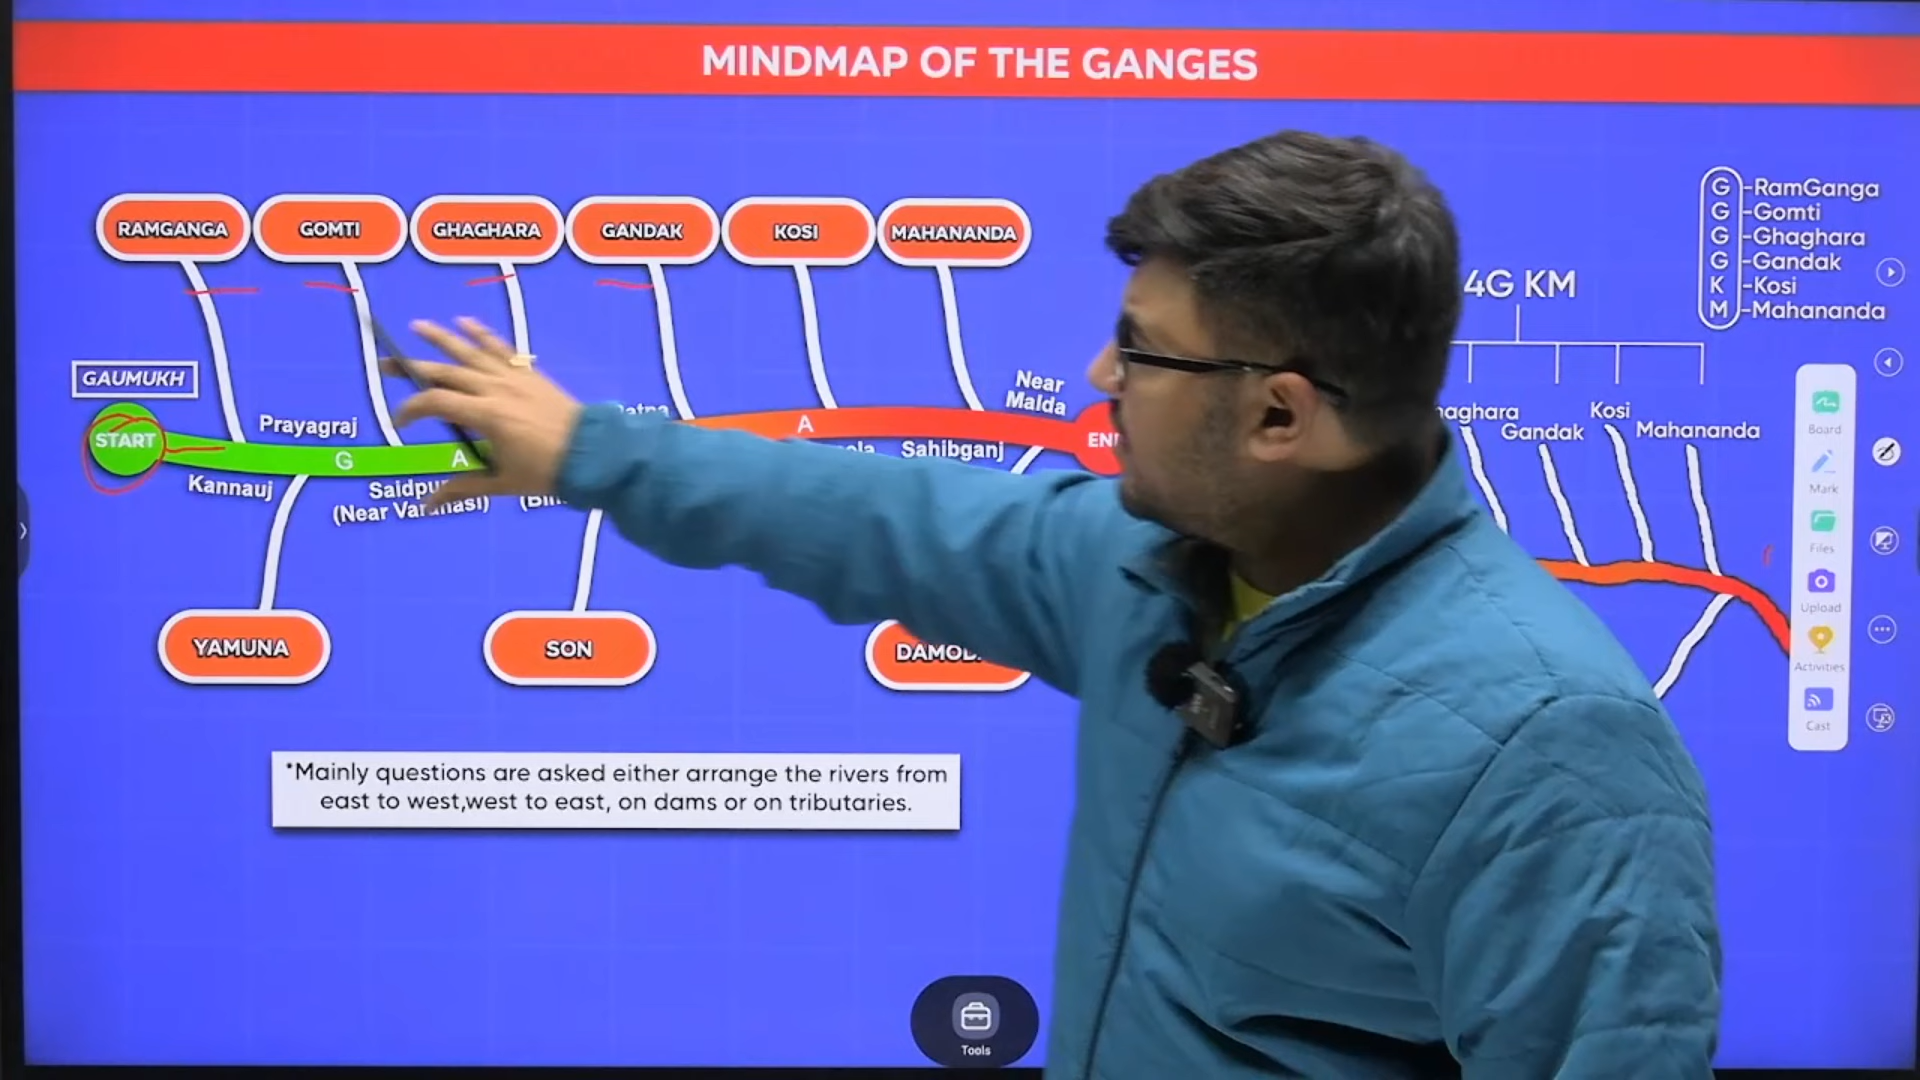 MINDMAP OF THE GANGES
RAMGANGA
GOMTI
GHAGHARA
GANDAK
KOSI
MAHANANDA
G -RamGanga
G -Gomti
G -Ghaghara
G -Gandak
K -Kosi
M -Mahananda
4G KM
GAUMUKH
START
Prayagraj
Near
Malda
G
A
A
Kannauj
Saidpur
(Near Varanasi)
Sahibganj
Gandak
Kosi
Mahananda
YAMUNA
SON
*Mainly questions are asked either arrange the rivers from
east to west,west to east, on dams or on tributaries.
Board
Mark
Files
Upload
Activities
Cast
Tools